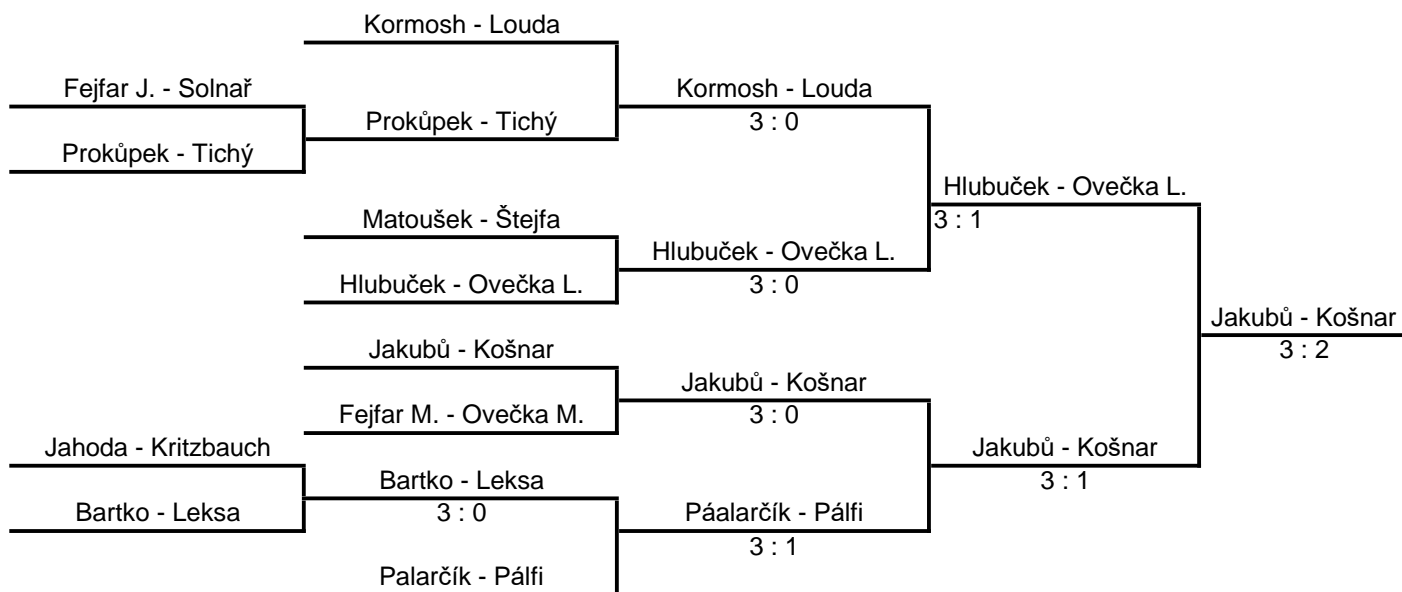 Kormosh - Louda
Fejfar J. - Solnař
Kormosh - Louda
Prokůpek - Tichý
3 : 0
Prokůpek - Tichý
Hlubuček - Ovečka L.
Matoušek - Štejfa
3 : 1
Hlubuček - Ovečka L.
Hlubuček - Ovečka L.
3 : 0
Jakubů - Košnar
Jakubů - Košnar
3 : 2
Jakubů - Košnar
Fejfar M. - Ovečka M.
3 : 0
Jahoda - Kritzbauch
Jakubů - Košnar
Bartko - Leksa
3 : 1
Bartko - Leksa
3 : 0
Páalarčík - Pálfi
3 : 1
Palarčík - Pálfi